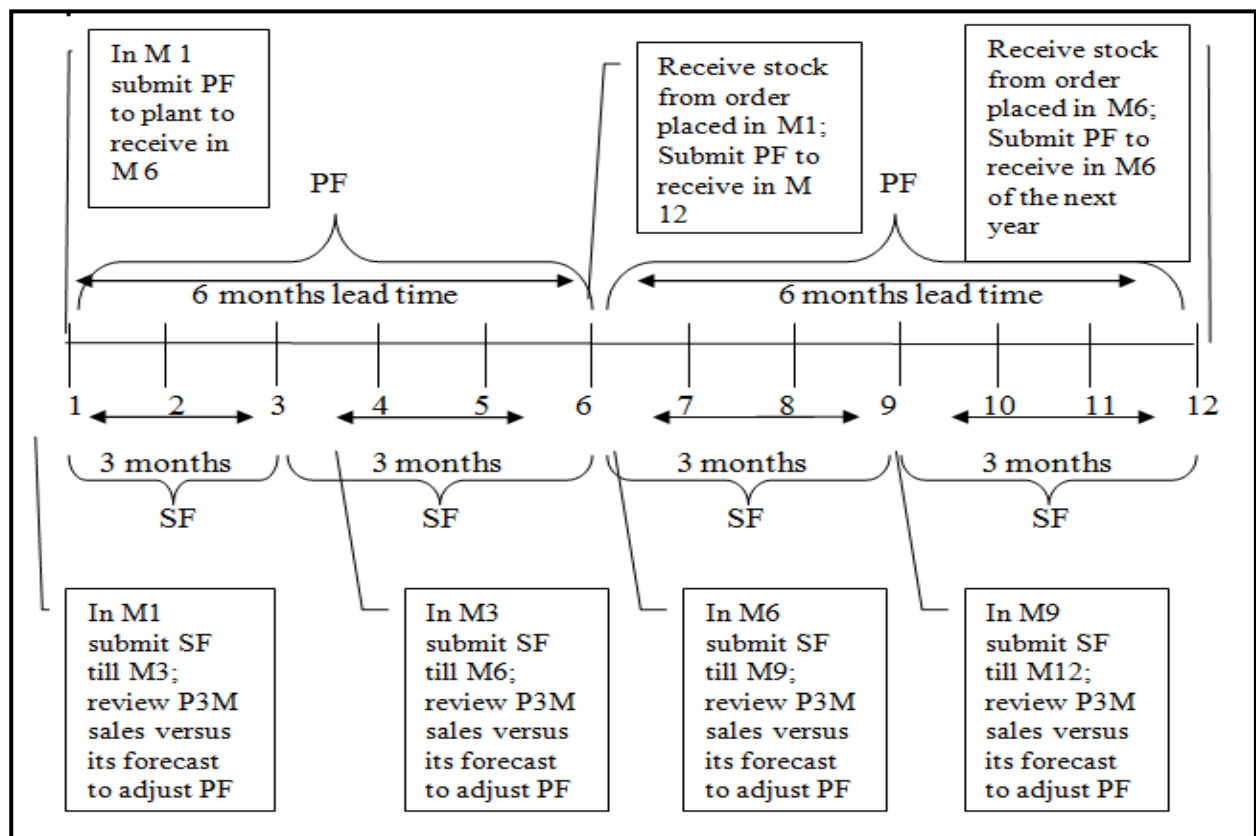 In M 1
submit PF
to plant to
receive in
M 6
Receive stock
from order
placed in M1;
Submit PF to
receive in M
12
Receive stock
from order
placed in M6;
Submit PF to
receive in M6
of the next
year
PF
PF
6 months lead time
6 months lead time
1 2 3 4 5 6 7 8 9 10 11 12
3 months
3 months
3 months
3 months
SF
SF
SF
SF
In M1
submit SF
till M3;
review P3M
sales versus
its forecast
to adjust PF
In M3
submit SF
till M6;
review P3M
sales versus
its forecast
to adjust PF
In M6
submit SF
till M9;
review P3M
sales versus
its forecast
to adjust PF
In M9
submit SF
till M12;
review P3M
sales versus
its forecast
to adjust PF